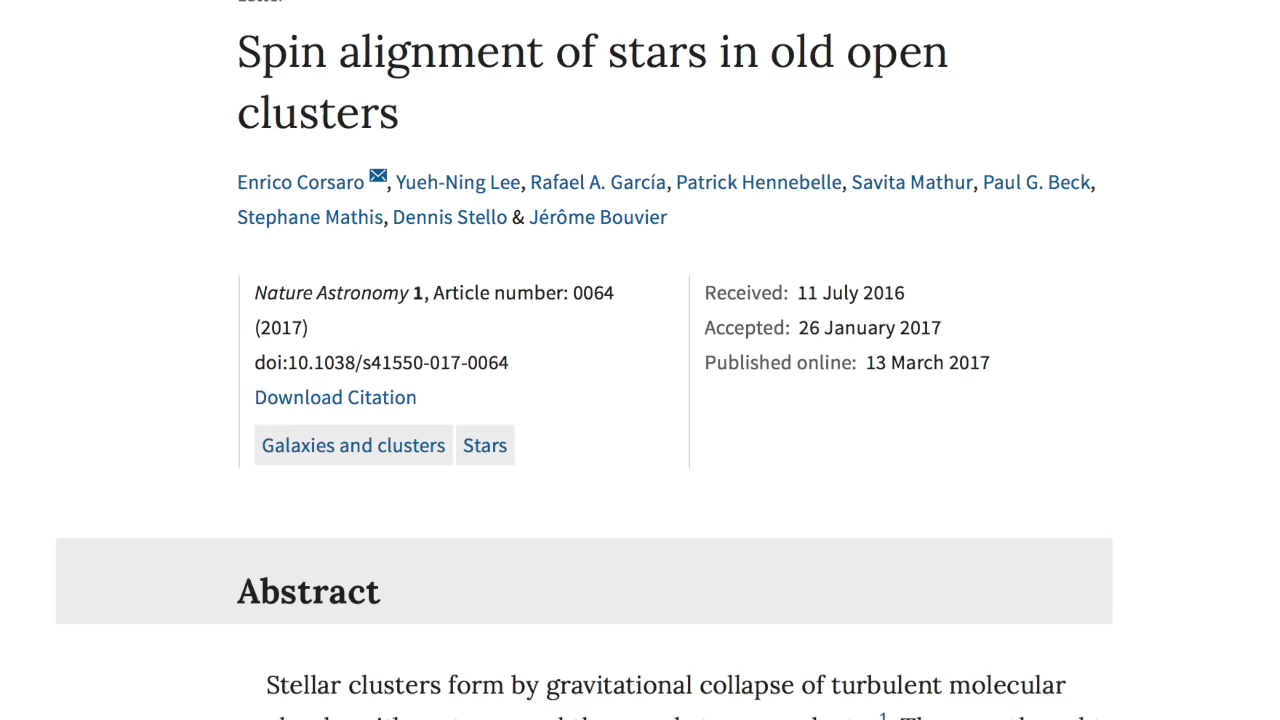 Spin alignment of stars in old open
clusters
Enrico Corsaro, Yueh-Ning Lee, Rafael A. García, Patrick Hennebelle, Savita Mathur, Paul G. Beck,
Stephane Mathis, Dennis Stello & Jérôme Bouvier
Nature Astronomy 1, Article number: 0064
(2017)
doi:10.1038/s41550-017-0064
Download Citation
Galaxies and clusters Stars
Received: 11 July 2016
Accepted: 26 January 2017
Published online: 13 March 2017
Abstract
Stellar clusters form by gravitational collapse of turbulent molecular